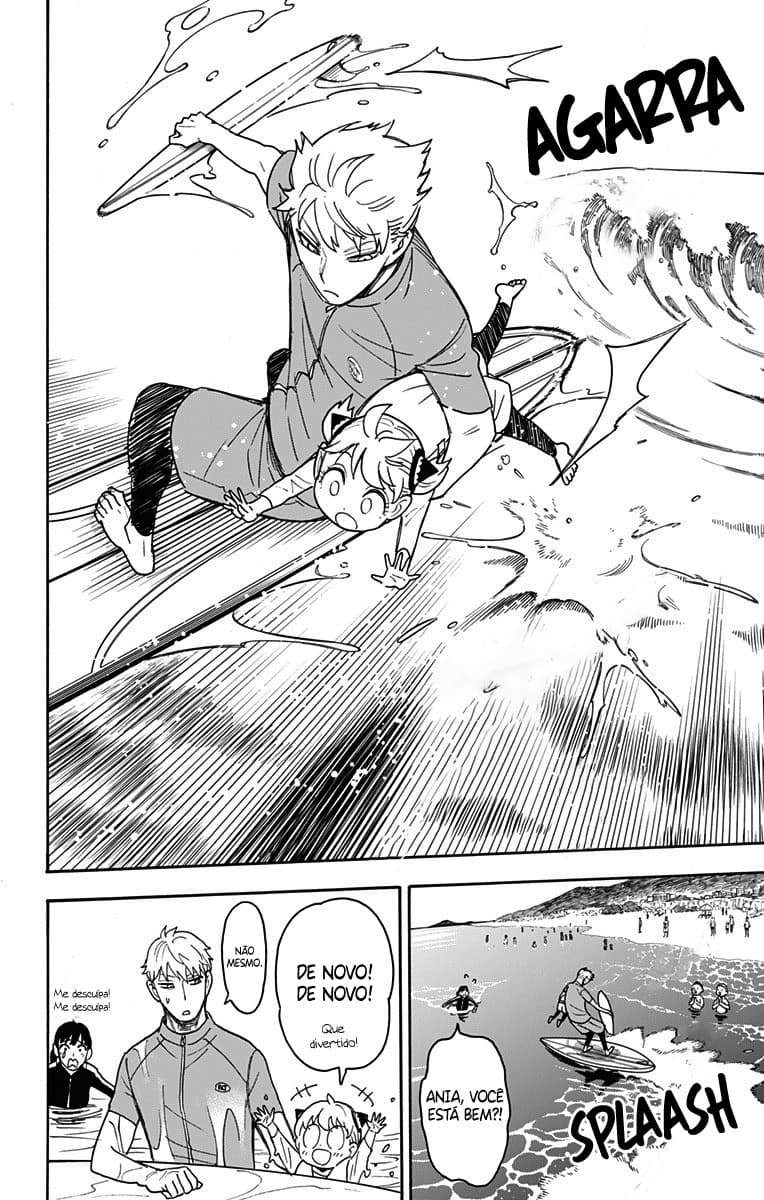 AGARRA
ANIA, VOCÊ
ESTÁ BEM?!
SPLAASH
DE NOVO!
DE NOVO!
Que
divertido!
NÃO
MESMO.
Me desculpa!
Me desculpa!